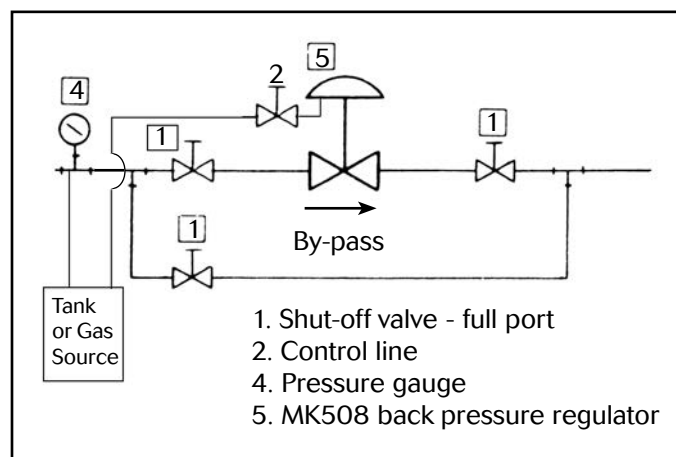 5
4
2
1
1
1
By-pass
Tank
or Gas
Source
1. Shut-off valve - full port
2. Control line
4. Pressure gauge
5. MK508 back pressure regulator